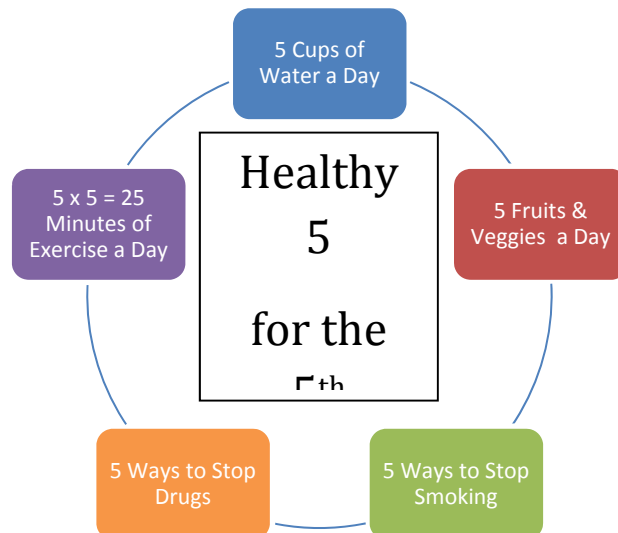 5 Cups of
Water a Day
Healthy
5
for the
5th
5 x 5 = 25
Minutes of
Exercise a Day
5 Fruits &
Veggies a Day
5 Ways to Stop
Drugs
5 Ways to Stop
Smoking